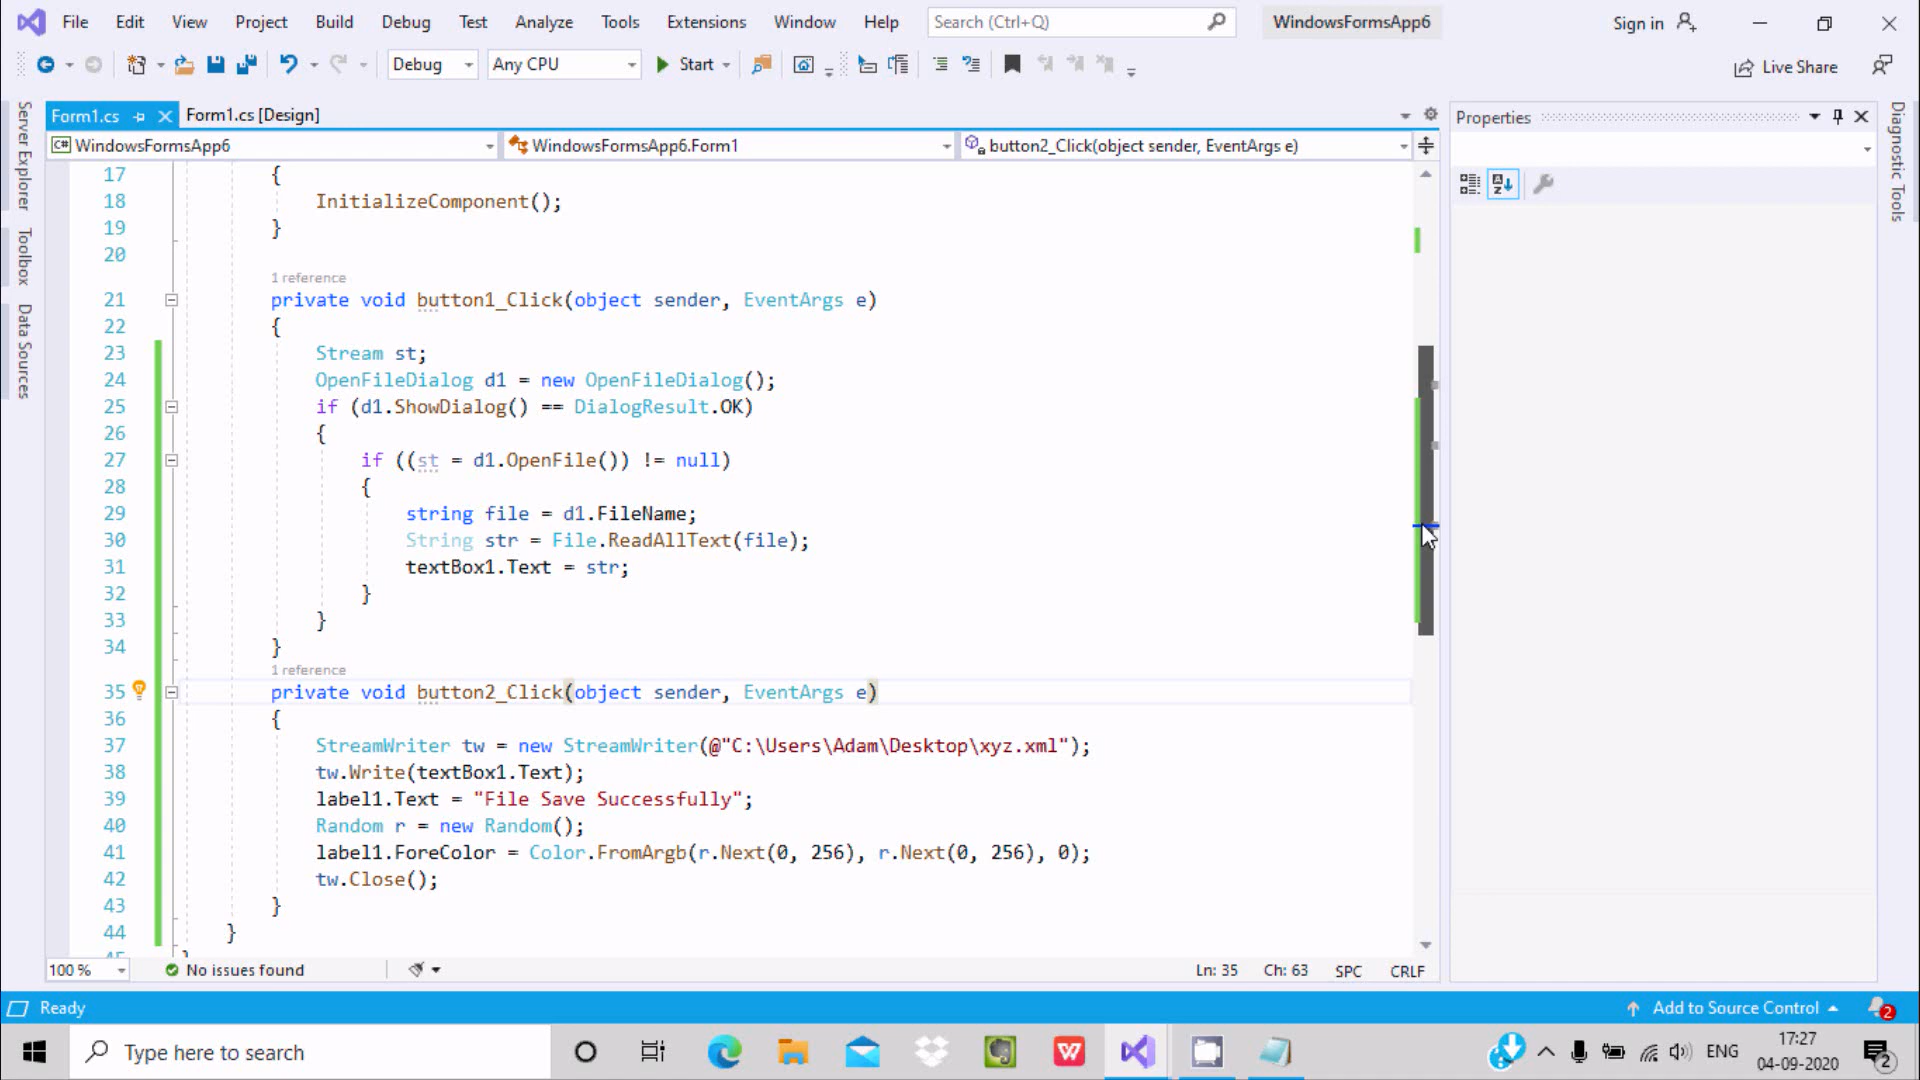 File Edit View Project Build Debug Test Analyze Tools Extensions Window Help Search (Ctrl+Q) WindowsFormsApp6 Sign in
Debug Any CPU Start Live Share
Server Explorer
Toolbox
Data Sources
Form1.cs Form1.cs [Design]
C# WindowsFormsApp6 WindowsFormsApp6.Form1 button2_Click(object sender, EventArgs e)
17 {
18 InitializeComponent();
19 }
20
1 reference
21 private void button1_Click(object sender, EventArgs e)
22 {
23 Stream st;
24 OpenFileDialog d1 = new OpenFileDialog();
25 if (d1.ShowDialog() == DialogResult.OK)
26 {
27 if ((st = d1.OpenFile()) != null)
28 {
29 string file = d1.FileName;
30 String str = File.ReadAllText(file);
31 textBox1.Text = str;
32 }
33 }
34 }
1 reference
35 private void button2_Click(object sender, EventArgs e)
36 {
37 StreamWriter tw = new StreamWriter(@"C:\Users\Adam\Desktop\xyz.xml");
38 tw.Write(textBox1.Text);
39 label1.Text = "File Save Successfully";
40 Random r = new Random();
41 label1.ForeColor = Color.FromArgb(r.Next(0, 256), r.Next(0, 256), 0);
42 tw.Close();
43 }
44 }
100 % No issues found Ln: 35 Ch: 63 SPC CRLF
Properties
Diagnostic Tools
Ready Add to Source Control 2
Type here to search ENG 17:27
04-09-2020 2